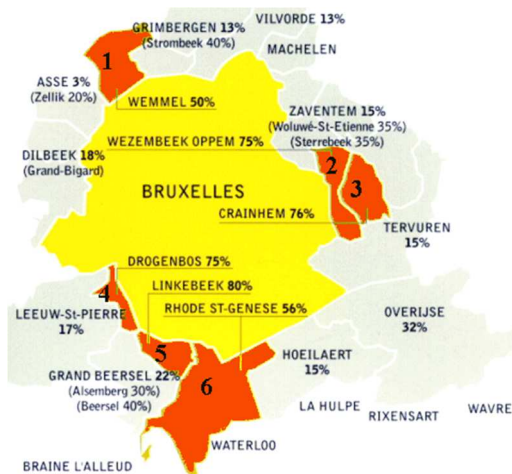 GRIMBERGEN 13%
(Strombeek 40%)
VILVORDE 13%
MACHELEN
1
ASSE 3%
(Zellik 20%)
WEMMEL 50%
ZAVENTEM 15%
(Woluwé-St-Etienne 35%)
(Sterrebeek 35%)
WEZEMBEEK OPPEM 75%
DILBEEK 18%
(Grand-Bigard)
2
3
BRUXELLES
CRAINHEM 76%
TERVUREN
15%
DROGENBOS 75%
4
LINKEBEEK 80%
LEEUW-St-PIERRE
17%
RHODE ST-GENESE 56%
OVERIJSE
32%
5
HOEILAERT
15%
GRAND BEERSEL 22%
(Alsemberg 30%)
(Beersel 40%)
6
LA HULPE
RIXENSART
WAVRE
WATERLOO
BRAINE L'ALLEUD